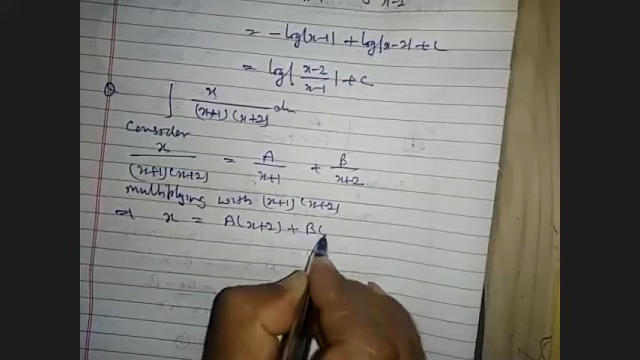 = -log|x-1| + log|x-2| + c
= log|x-2/x-1| + c
∫ x/(x+1)(x+2) dx
Consider
x/(x+1)(x+2) = A/x+1 + B/x+2
multiplying with (x+1)(x+2)
⇒ x = A(x+2) + B(